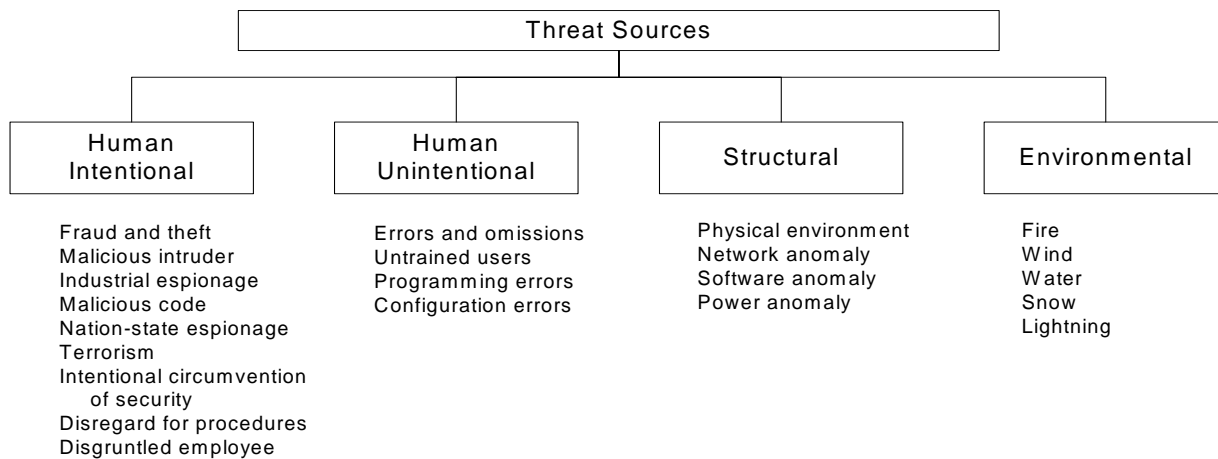 Threat Sources
Human
Intentional
Human
Unintentional
Structural
Environmental
Fraud and theft
Malicious intruder
Industrial espionage
Malicious code
Nation-state espionage
Terrorism
Intentional circumvention
of security
Disregard for procedures
Disgruntled employee
Errors and omissions
Untrained users
Programming errors
Configuration errors
Physical environment
Network anomaly
Software anomaly
Power anomaly
Fire
Wind
Water
Snow
Lightning